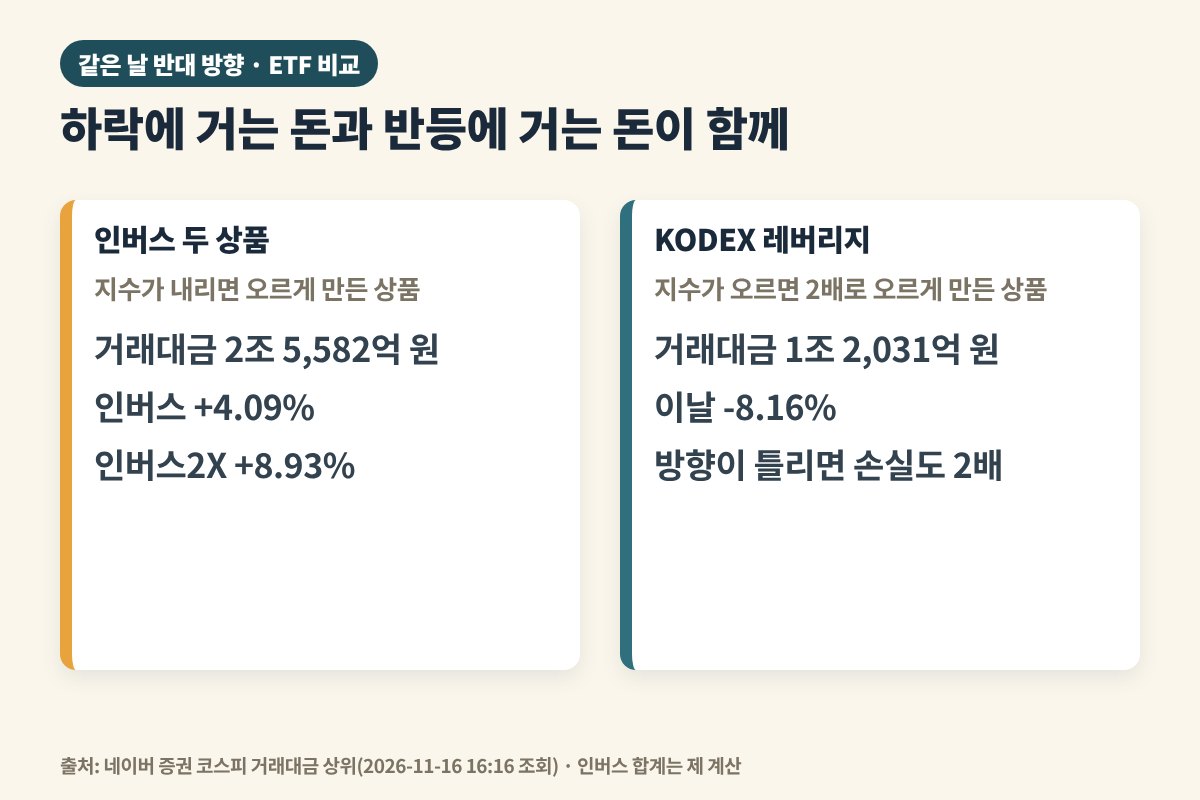 같은 날 반대 방향 · ETF 비교
하락에 거는 돈과 반등에 거는 돈이 함께
인버스 두 상품
지수가 내리면 오르게 만든 상품
거래대금 2조 5,582억 원
인버스 +4.09%
인버스2X +8.93%
KODEX 레버리지
지수가 오르면 2배로 오르게 만든 상품
거래대금 1조 2,031억 원
이날 -8.16%
방향이 틀리면 손실도 2배
출처: 네이버 증권 코스피 거래대금 상위(2026-11-16 16:16 조회) · 인버스 합계는 제 계산